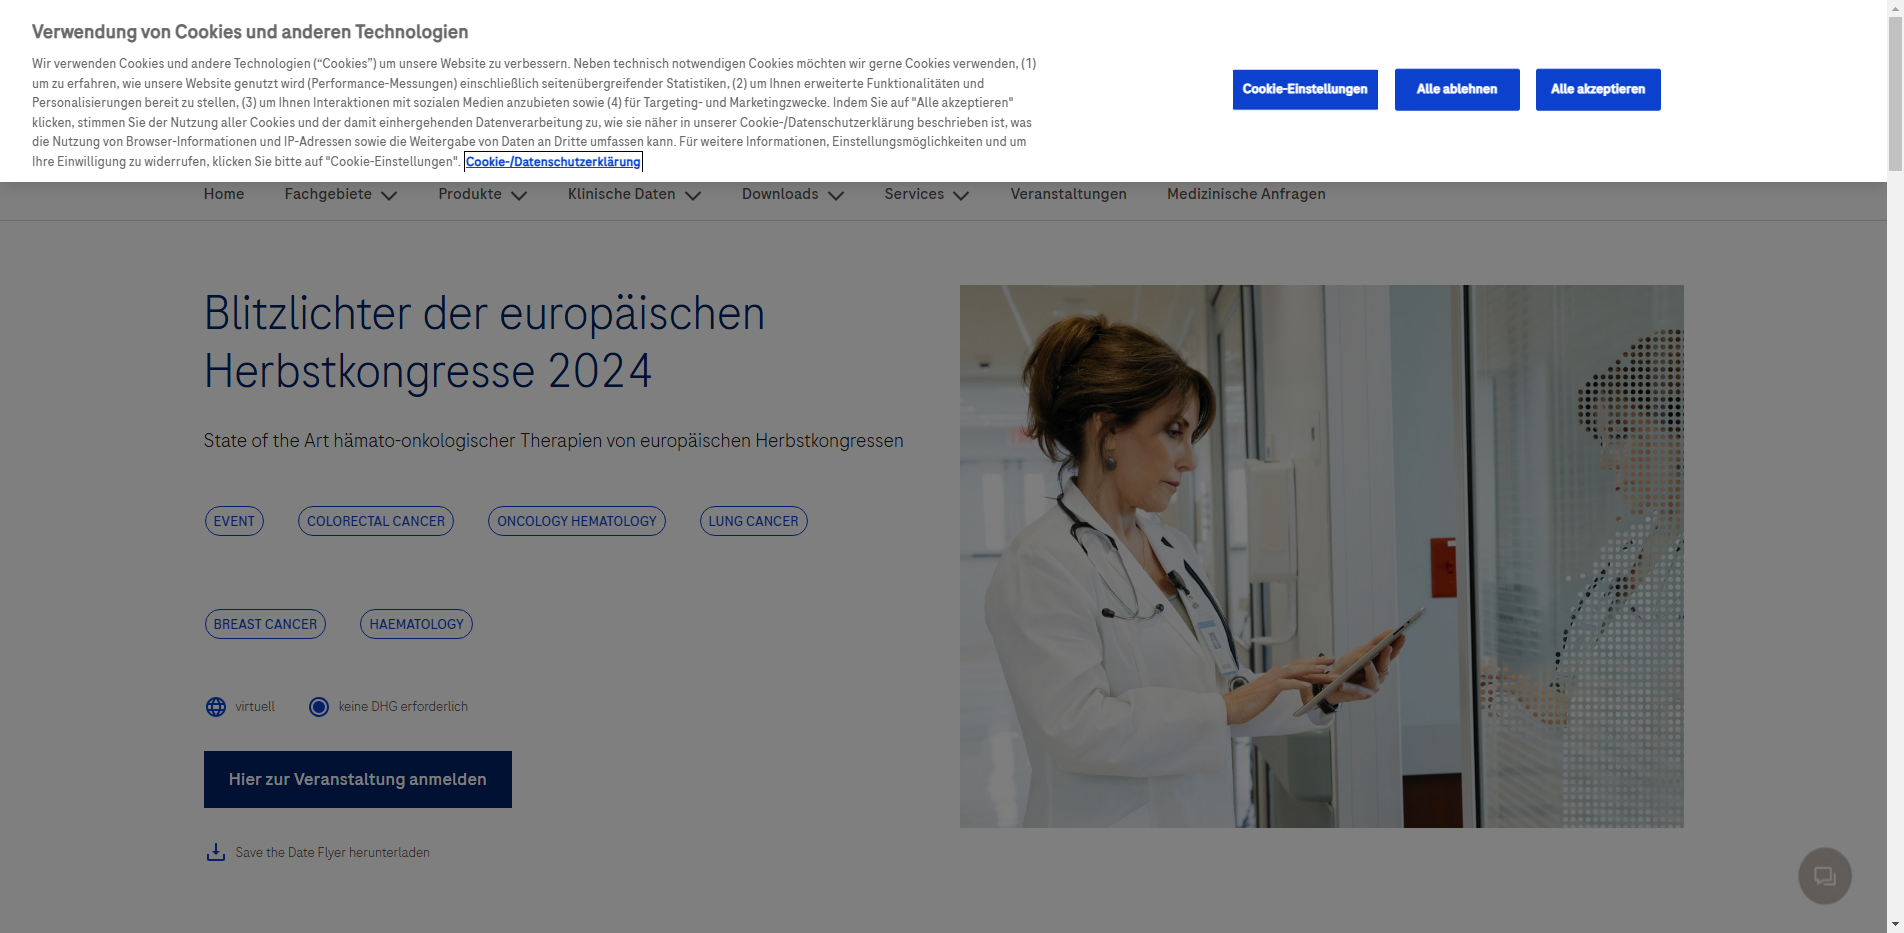 Verwendung von Cookies und anderen Technologien
Wir verwenden Cookies und andere Technologien (“Cookies”) um unsere Website zu verbessern. Neben technisch notwendigen Cookies möchten wir gerne Cookies verwenden, (1)
um zu erfahren, wie unsere Website genutzt wird (Performance-Messungen) einschließlich seitenübergreifender Statistiken, (2) um Ihnen erweiterte Funktionalitäten und
Personalisierungen bereit zu stellen, (3) um Ihnen Interaktionen mit sozialen Medien anzubieten sowie (4) für Targeting- und Marketingzwecke. Indem Sie auf "Alle akzeptieren"
klicken, stimmen Sie der Nutzung aller Cookies und der damit einhergehenden Datenverarbeitung zu, wie sie näher in unserer Cookie-/Datenschutzerklärung beschrieben ist, was
die Nutzung von Browser-Informationen und IP-Adressen sowie die Weitergabe von Daten an Dritte umfassen kann. Für weitere Informationen, Einstellungsmöglichkeiten und um
Ihre Einwilligung zu widerrufen, klicken Sie bitte auf "Cookie-Einstellungen". Cookie-/Datenschutzerklärung
Cookie-Einstellungen Alle ablehnen Alle akzeptieren
Home Fachgebiete Produkte Klinische Daten Downloads Services Veranstaltungen Medizinische Anfragen
Blitzlichter der europäischen
Herbstkongresse 2024
State of the Art hämato-onkologischer Therapien von europäischen Herbstkongressen
EVENT COLORECTAL CANCER ONCOLOGY HEMATOLOGY LUNG CANCER
BREAST CANCER HAEMATOLOGY
virtuell keine DHG erforderlich
Hier zur Veranstaltung anmelden
Save the Date Flyer herunterladen